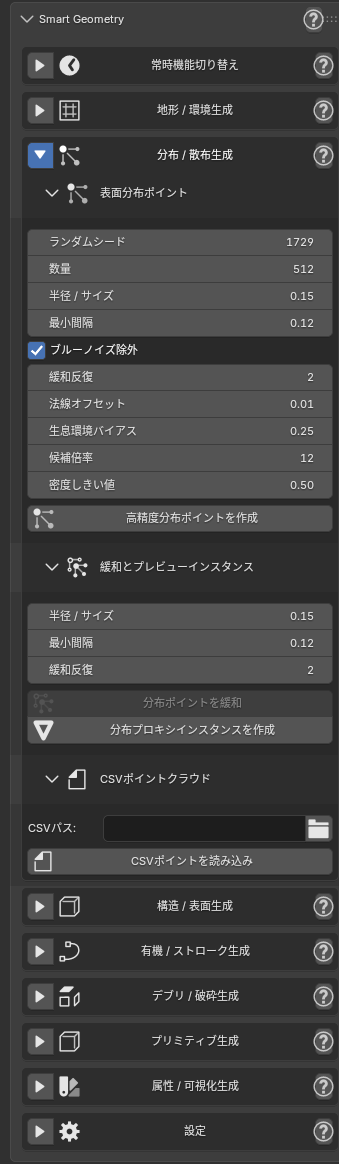 Smart Geometry
常時機能切り替え
地形 / 環境生成
分布 / 散布生成
表面分布ポイント
ランダムシード 1729
数量 512
半径 / サイズ 0.15
最小間隔 0.12
ブルーノイズ除外
緩和反復 2
法線オフセット 0.01
生息環境バイアス 0.25
候補倍率 12
密度しきい値 0.50
高精度分布ポイントを作成
緩和とプレビューインスタンス
半径 / サイズ 0.15
最小間隔 0.12
緩和反復 2
分布ポイントを緩和
分布プロキシインスタンスを作成
CSVポイントクラウド
CSVパス:
CSVポイントを読み込み
構造 / 表面生成
有機 / ストローク生成
デブリ / 破砕生成
プリミティブ生成
属性 / 可視化生成
設定